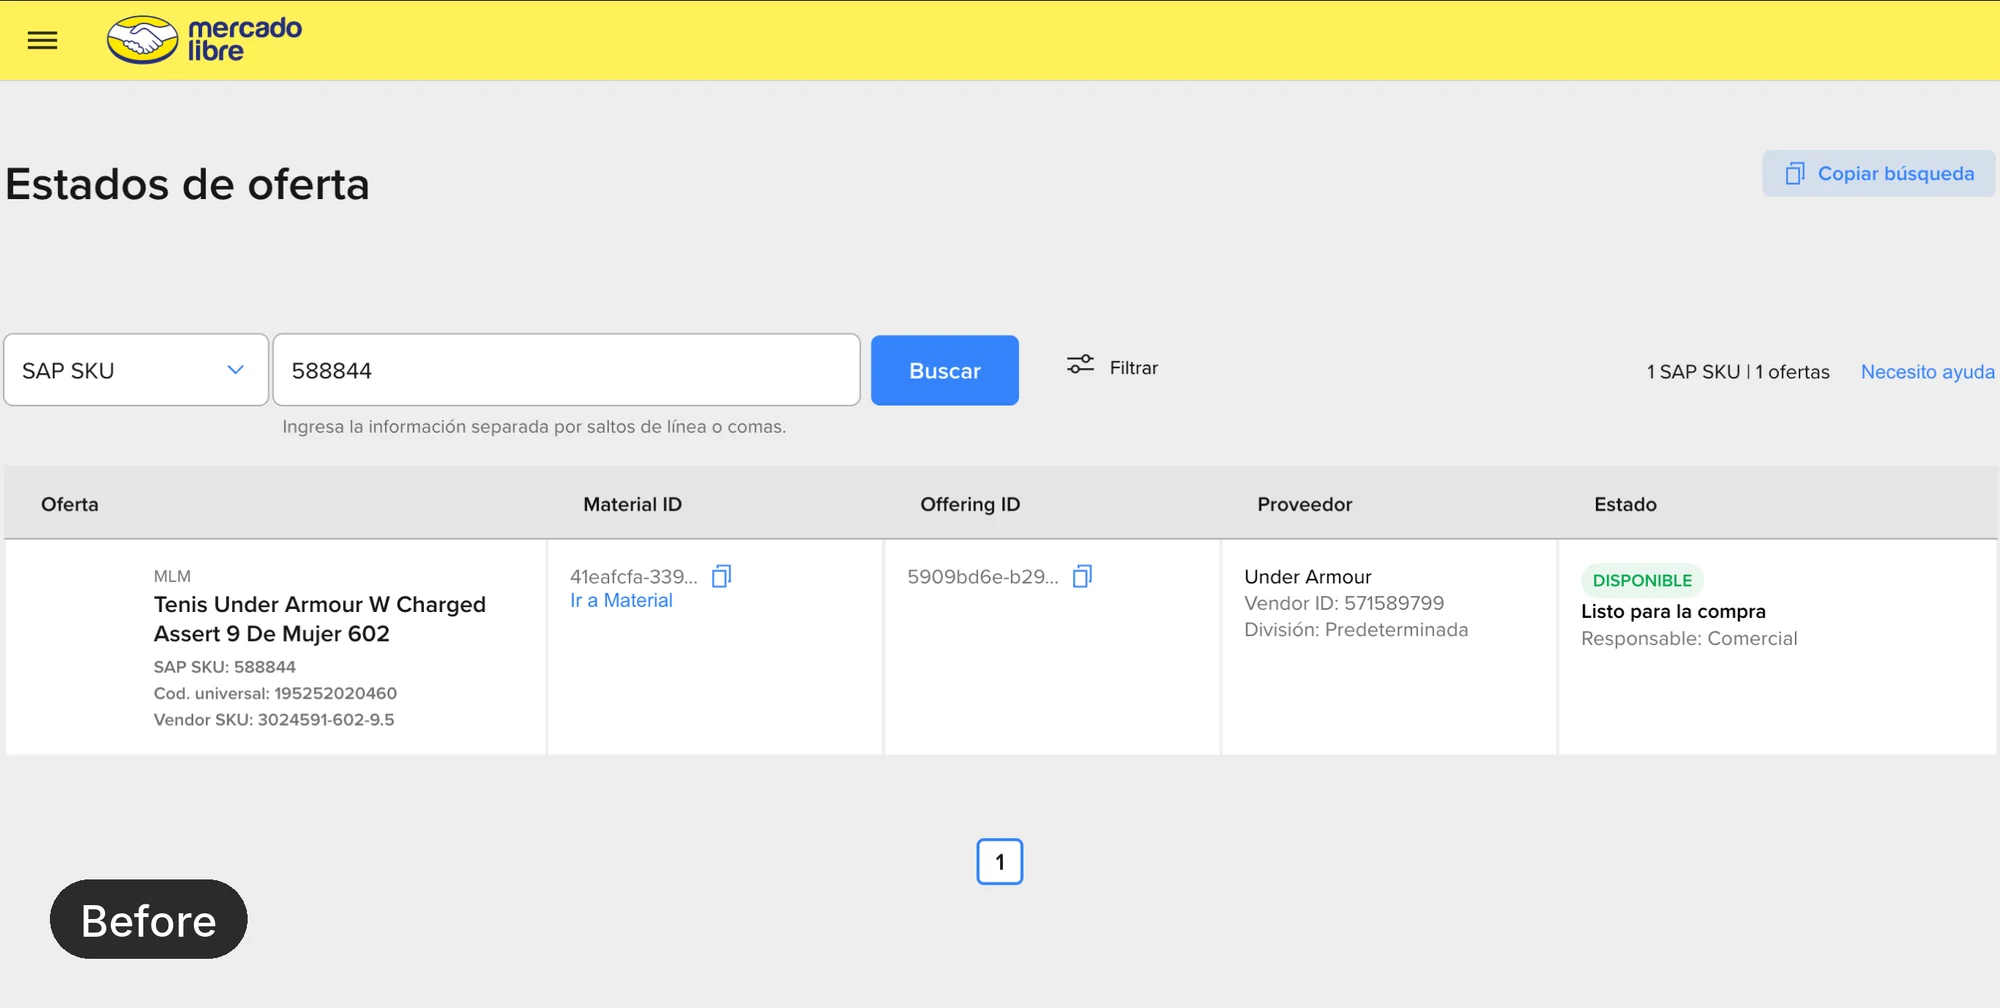 mercado
libre
Estados de oferta
Copiar búsqueda
SAP SKU
588844
Buscar
Filtrar
1 SAP SKU | 1 ofertas
Necesito ayuda
Ingresa la información separada por saltos de línea o comas.
Oferta
Material ID
Offering ID
Proveedor
Estado
MLM
Tenis Under Armour W Charged
Assert 9 De Mujer 602
SAP SKU: 588844
Cod. universal: 195252020460
Vendor SKU: 3024591-602-9.5
41eafcfa-339...
Ir a Material
5909bd6e-b29...
Under Armour
Vendor ID: 571589799
División: Predeterminada
DISPONIBLE
Listo para la compra
Responsable: Comercial
1
Before